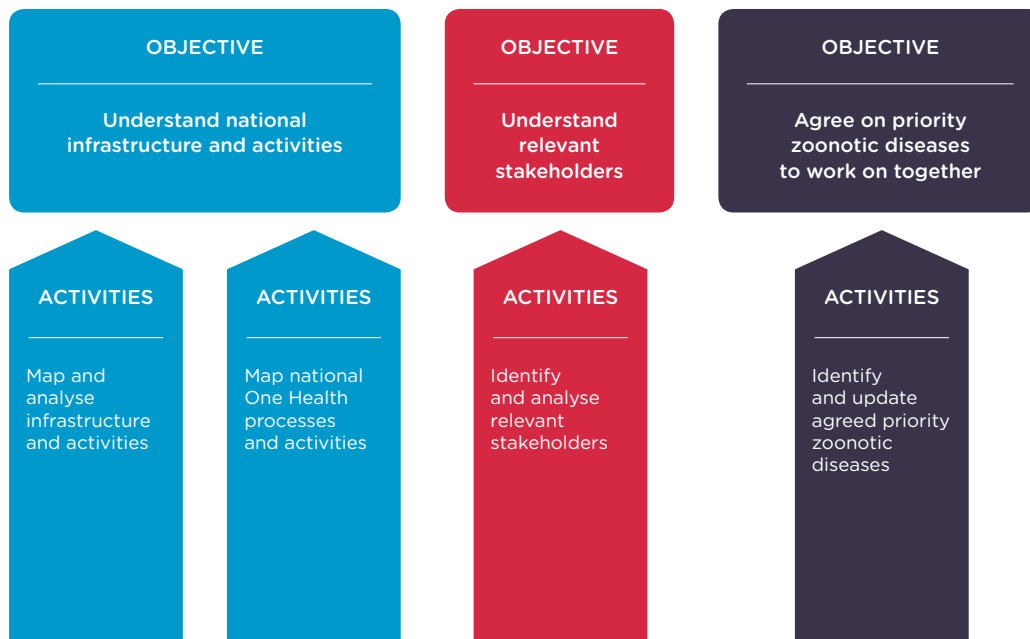 OBJECTIVE
Understand national
infrastructure and activities
OBJECTIVE
Understand
relevant
stakeholders
OBJECTIVE
Agree on priority
zoonotic diseases
to work on together
ACTIVITIES
Map and
analyse
infrastructure
and activities
ACTIVITIES
Map national
One Health
processes
and activities
ACTIVITIES
Identify
and analyse
relevant
stakeholders
ACTIVITIES
Identify
and update
agreed priority
zoonotic
diseases